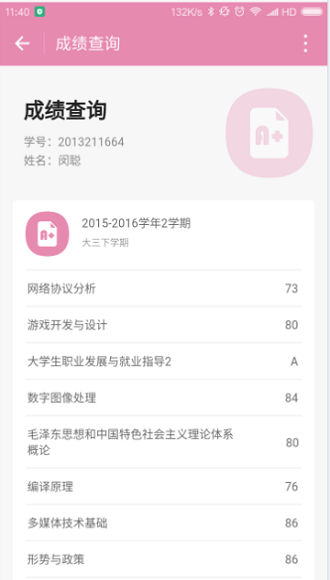 11:40
132K/s
HD
成绩查询
成绩查询
学号：2013211664
姓名：闵聪
A+
2015-2016学年2学期
大三下学期
A+
网络协议分析 73
游戏开发与设计 80
大学生职业发展与就业指导2 A
数字图像处理 84
毛泽东思想和中国特色社会主义理论体系
概论 80
编译原理 76
多媒体技术基础 86
形势与政策 86